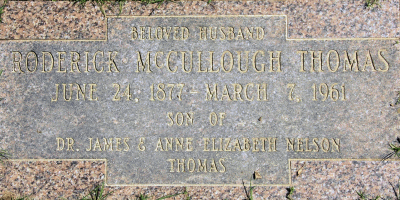 BELOVED HUSBAND
RODERICK McCULLOUGH THOMAS
JUNE 24, 1877 - MARCH 7, 1961
SON OF
DR. JAMES & ANNE ELIZABETH NELSON
THOMAS